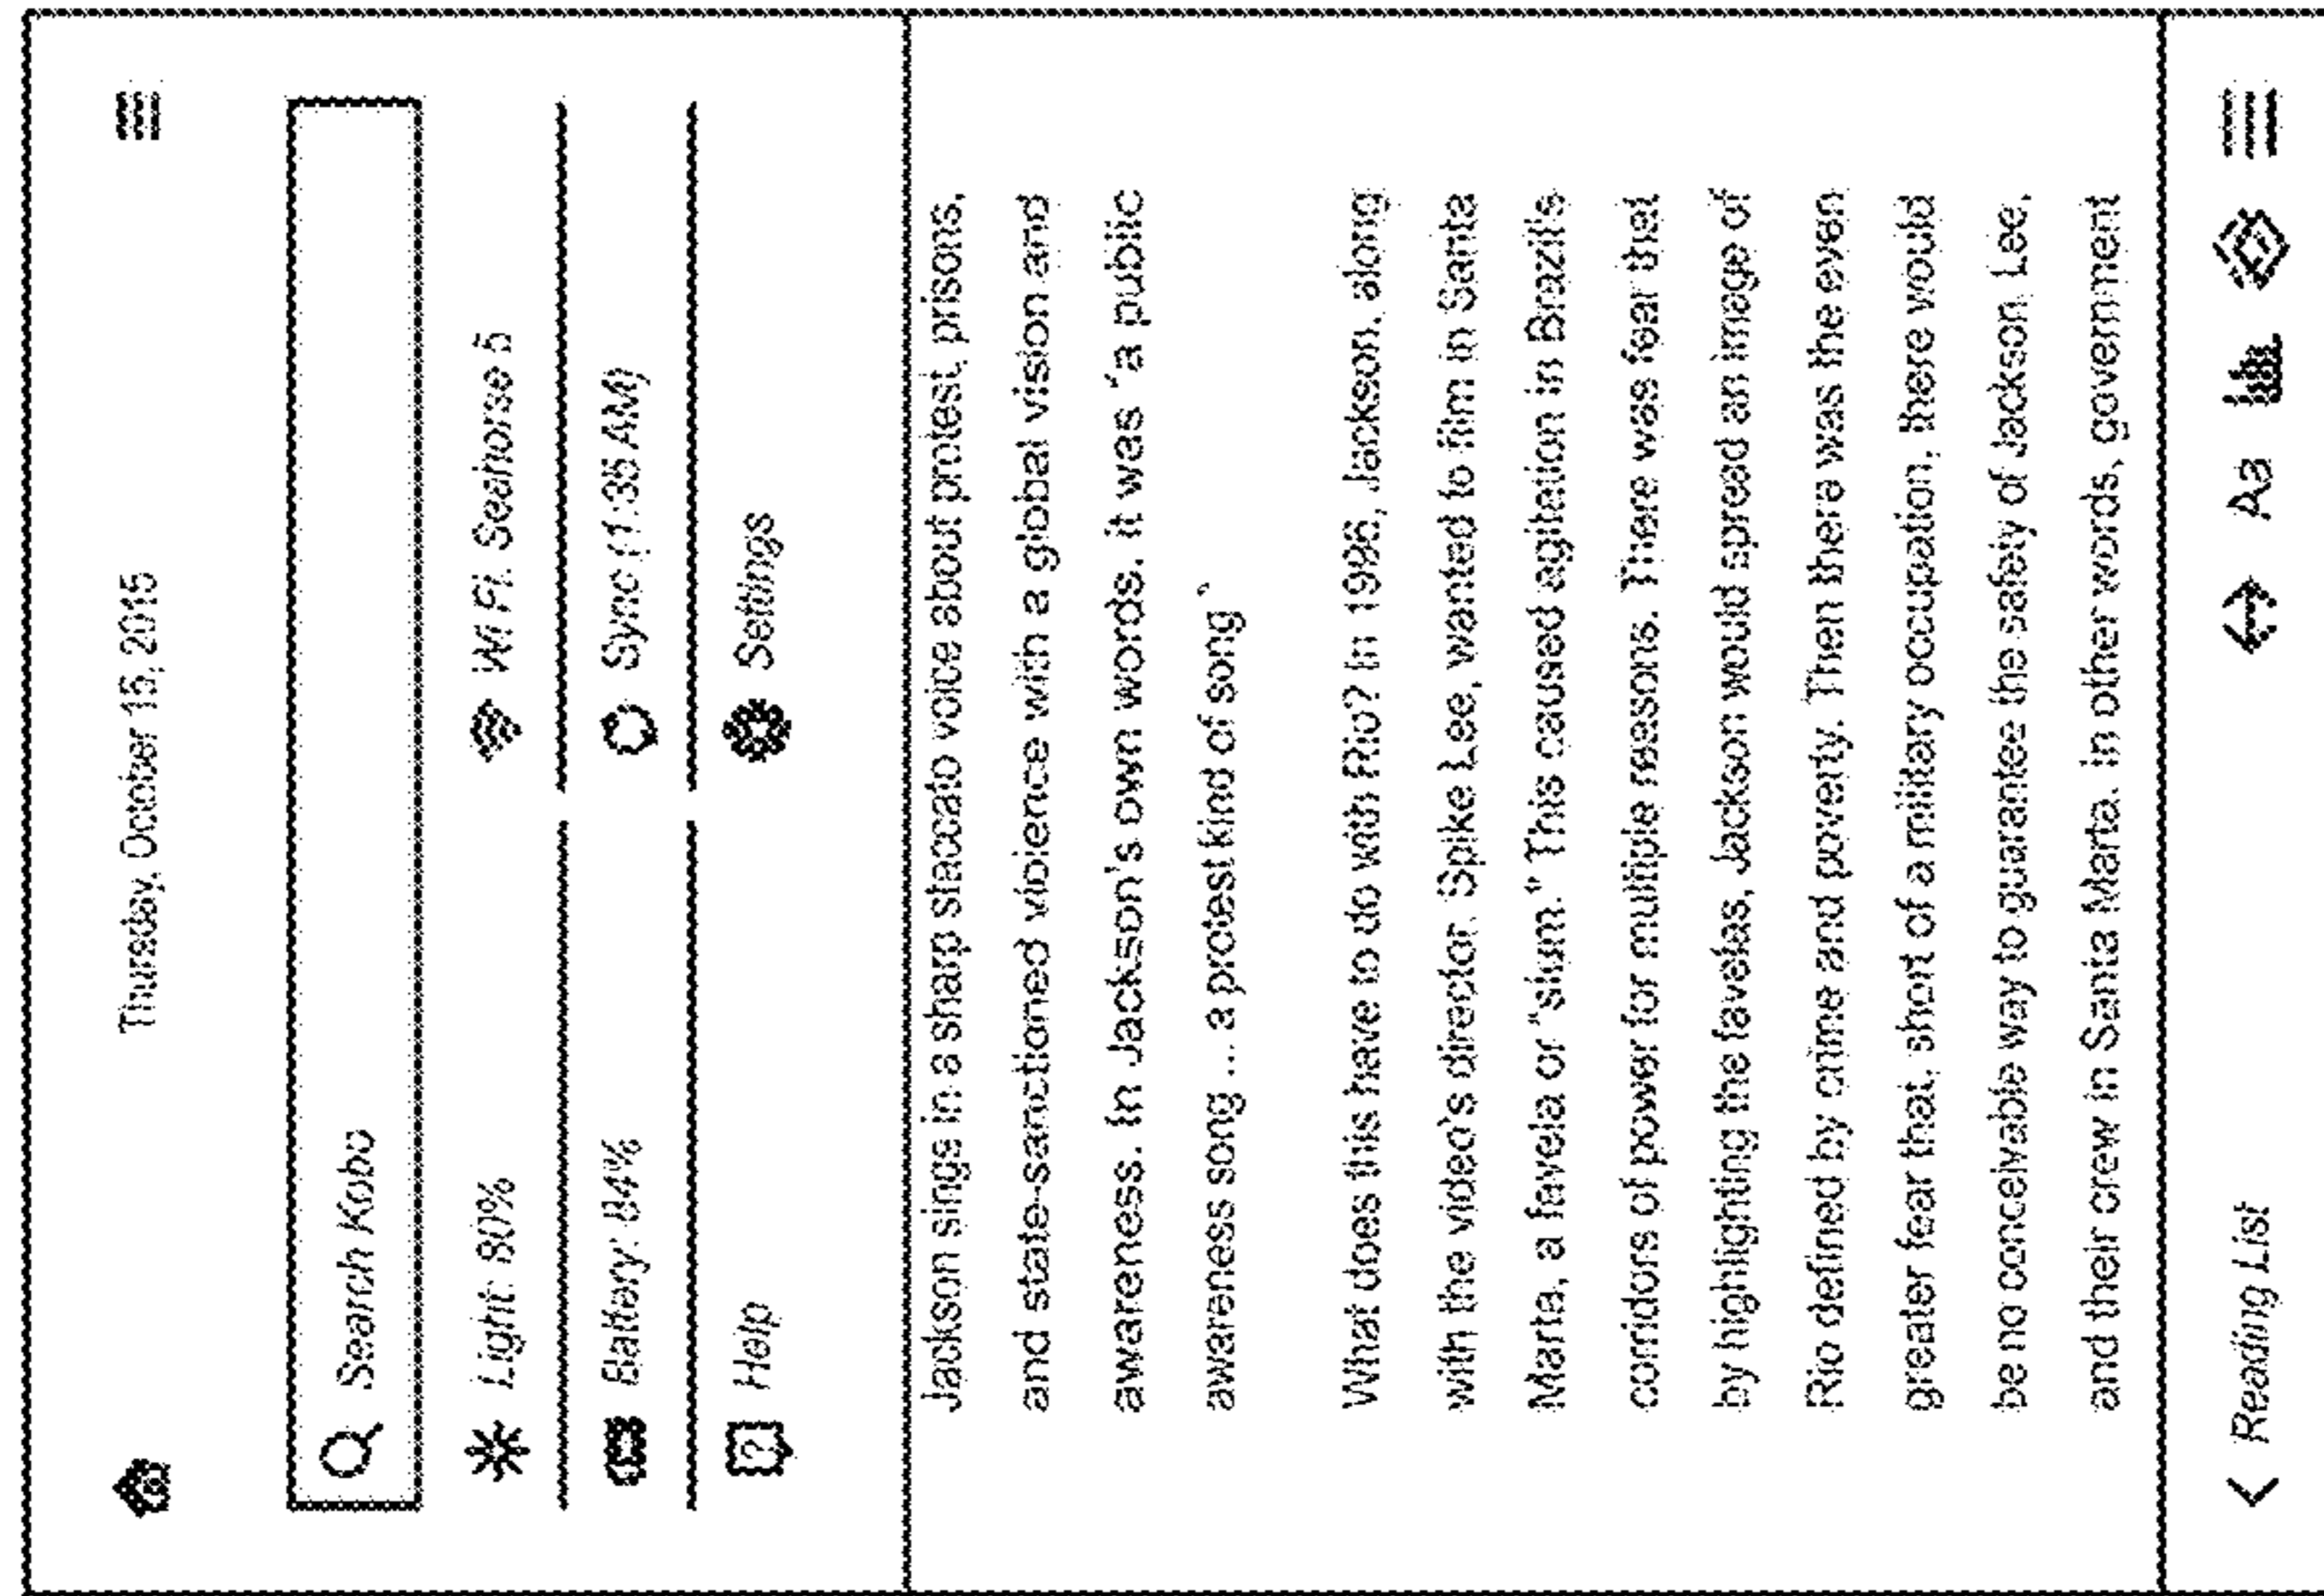 Thursday, October 15, 2015
Search Kobo
Light: 80%
Wi Fi. Seahorse 5
Battery: 84%
Sync (1:35 AM)
Help
Settings
Jackson sings in a sharp staccato voice about protest, prisons,
and state-sanctioned violence with a global vision and
awareness. In Jackson's own words. It was 'a public
awareness song ... a protest kind of song'
What does this have to do with Rio? In 1986, Jackson, along
with the video's director, Spike Lee, wanted to film in Santa
Marta, a favela or "slum." This caused agitation in Brazil's
corridors of power for multiple reasons. There was fear that
by highlighting the favelas, Jackson would spread an image of
Rio defined by crime and poverty. Then there was the even
greater fear that, short of a military occupation, there would
be no conceivable way to guarantee the safety of Jackson, Lee,
and their crew in Santa Marta. In other words, government
< Reading List
Aa